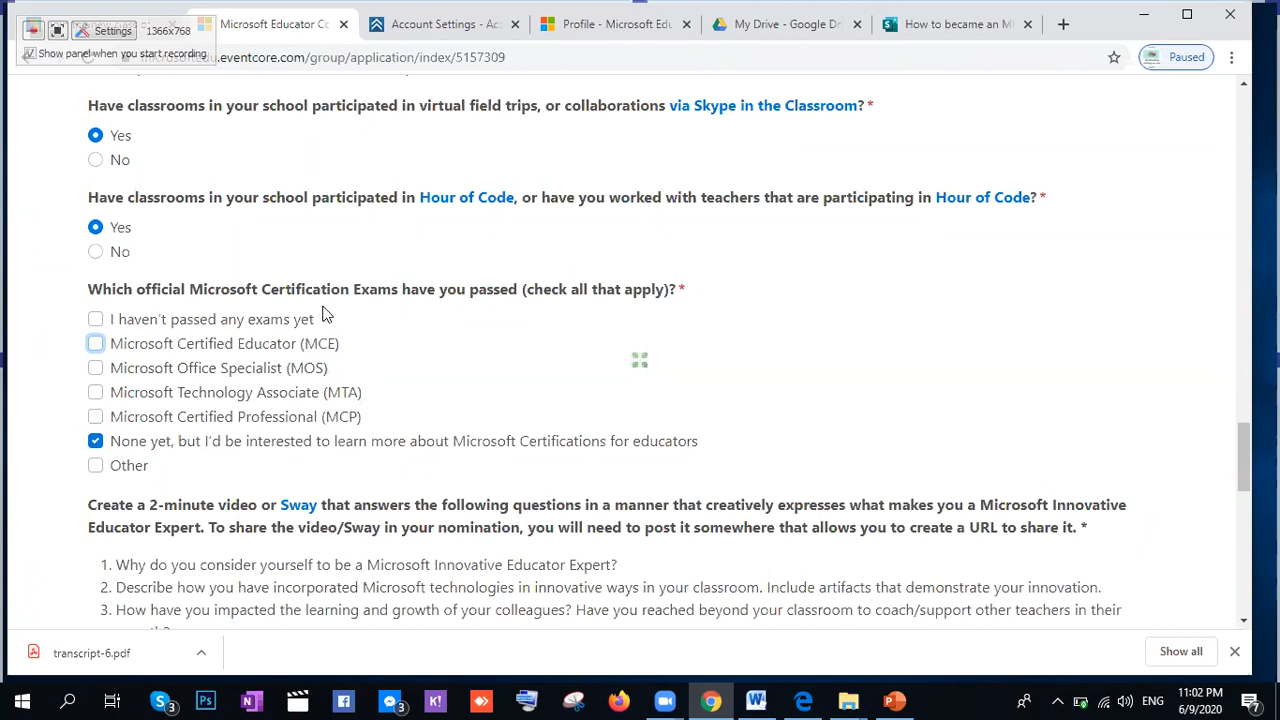 Microsoft Educator Cc
Account Settings - Ac
Profile - Microsoft Edu
My Drive - Google Dri
How to became an MI
Settings
1366x768
Show panel when you start recording
eventcore.com/group/application/index/5157309
Paused
Have classrooms in your school participated in virtual field trips, or collaborations via Skype in the Classroom?*
Yes
No
Have classrooms in your school participated in Hour of Code, or have you worked with teachers that are participating in Hour of Code?*
Yes
No
Which official Microsoft Certification Exams have you passed (check all that apply)?*
I haven't passed any exams yet
Microsoft Certified Educator (MCE)
Microsoft Office Specialist (MOS)
Microsoft Technology Associate (MTA)
Microsoft Certified Professional (MCP)
None yet, but I'd be interested to learn more about Microsoft Certifications for educators
Other
Create a 2-minute video or Sway that answers the following questions in a manner that creatively expresses what makes you a Microsoft Innovative
Educator Expert. To share the video/Sway in your nomination, you will need to post it somewhere that allows you to create a URL to share it. *
1. Why do you consider yourself to be a Microsoft Innovative Educator Expert?
2. Describe how you have incorporated Microsoft technologies in innovative ways in your classroom. Include artifacts that demonstrate your innovation.
3. How have you impacted the learning and growth of your colleagues? Have you reached beyond your classroom to coach/support other teachers in their
transcript-6.pdf
Show all
3
Ps
N
3
K!
W
ENG
11:02 PM
6/9/2020
7